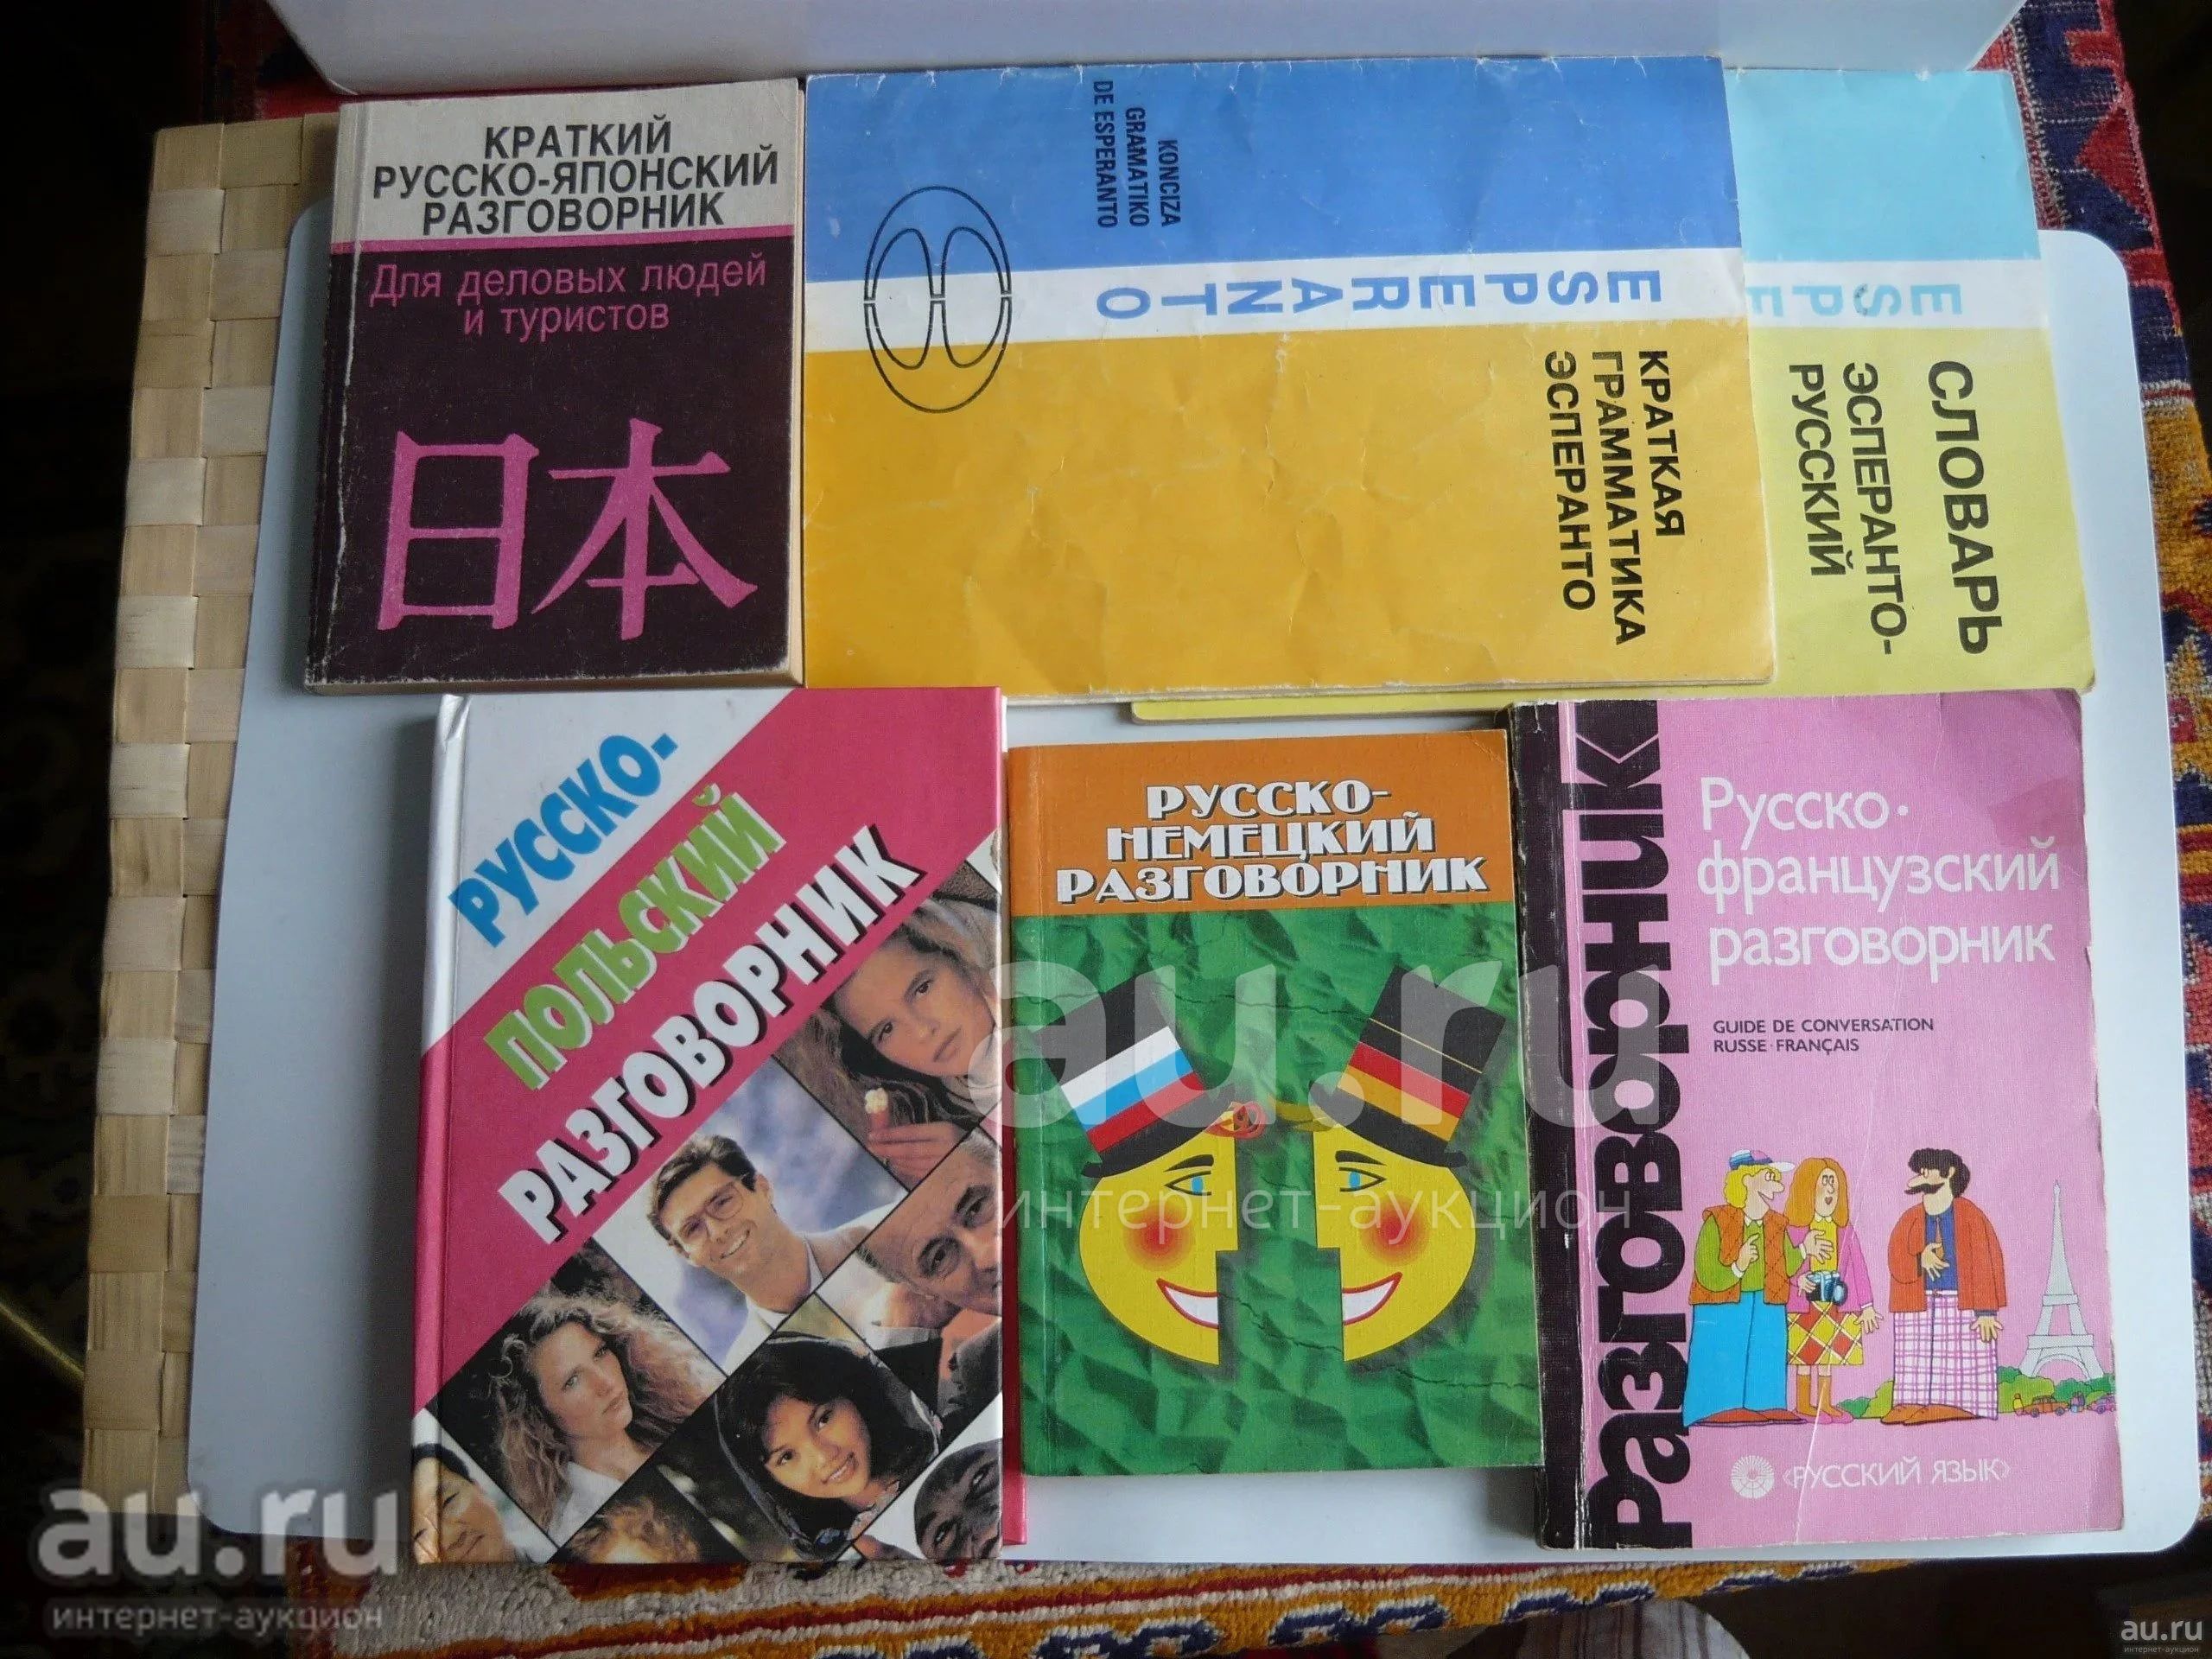 КРАТКИЙ
РУССКО-ЯПОНСКИЙ
РАЗГОВОРНИК
Для деловых людей
и туристов
日本
KONCIZA
GRAMATIKO
DE ESPERANTO
ESPERANTO
КРАТКАЯ
ГРАММАТИКА
ЭСПЕРАНТО
ESPE
СЛОВАРЬ
ЭСПЕРАНТО-
РУССКИЙ
РУССКО-
ПОЛЬСКИЙ
РАЗГОВОРНИК
РУССКО-
НЕМЕЦКИЙ
РАЗГОВОРНИК
Разговорник
Русско-
французский
разговорник
GUIDE DE CONVERSATION
RUSSE-FRANÇAIS
«РУССКИЙ ЯЗЫК»
au.ru
интернет-аукцион
au.ru
интернет-аукцион
au.ru
интернет-аукцион